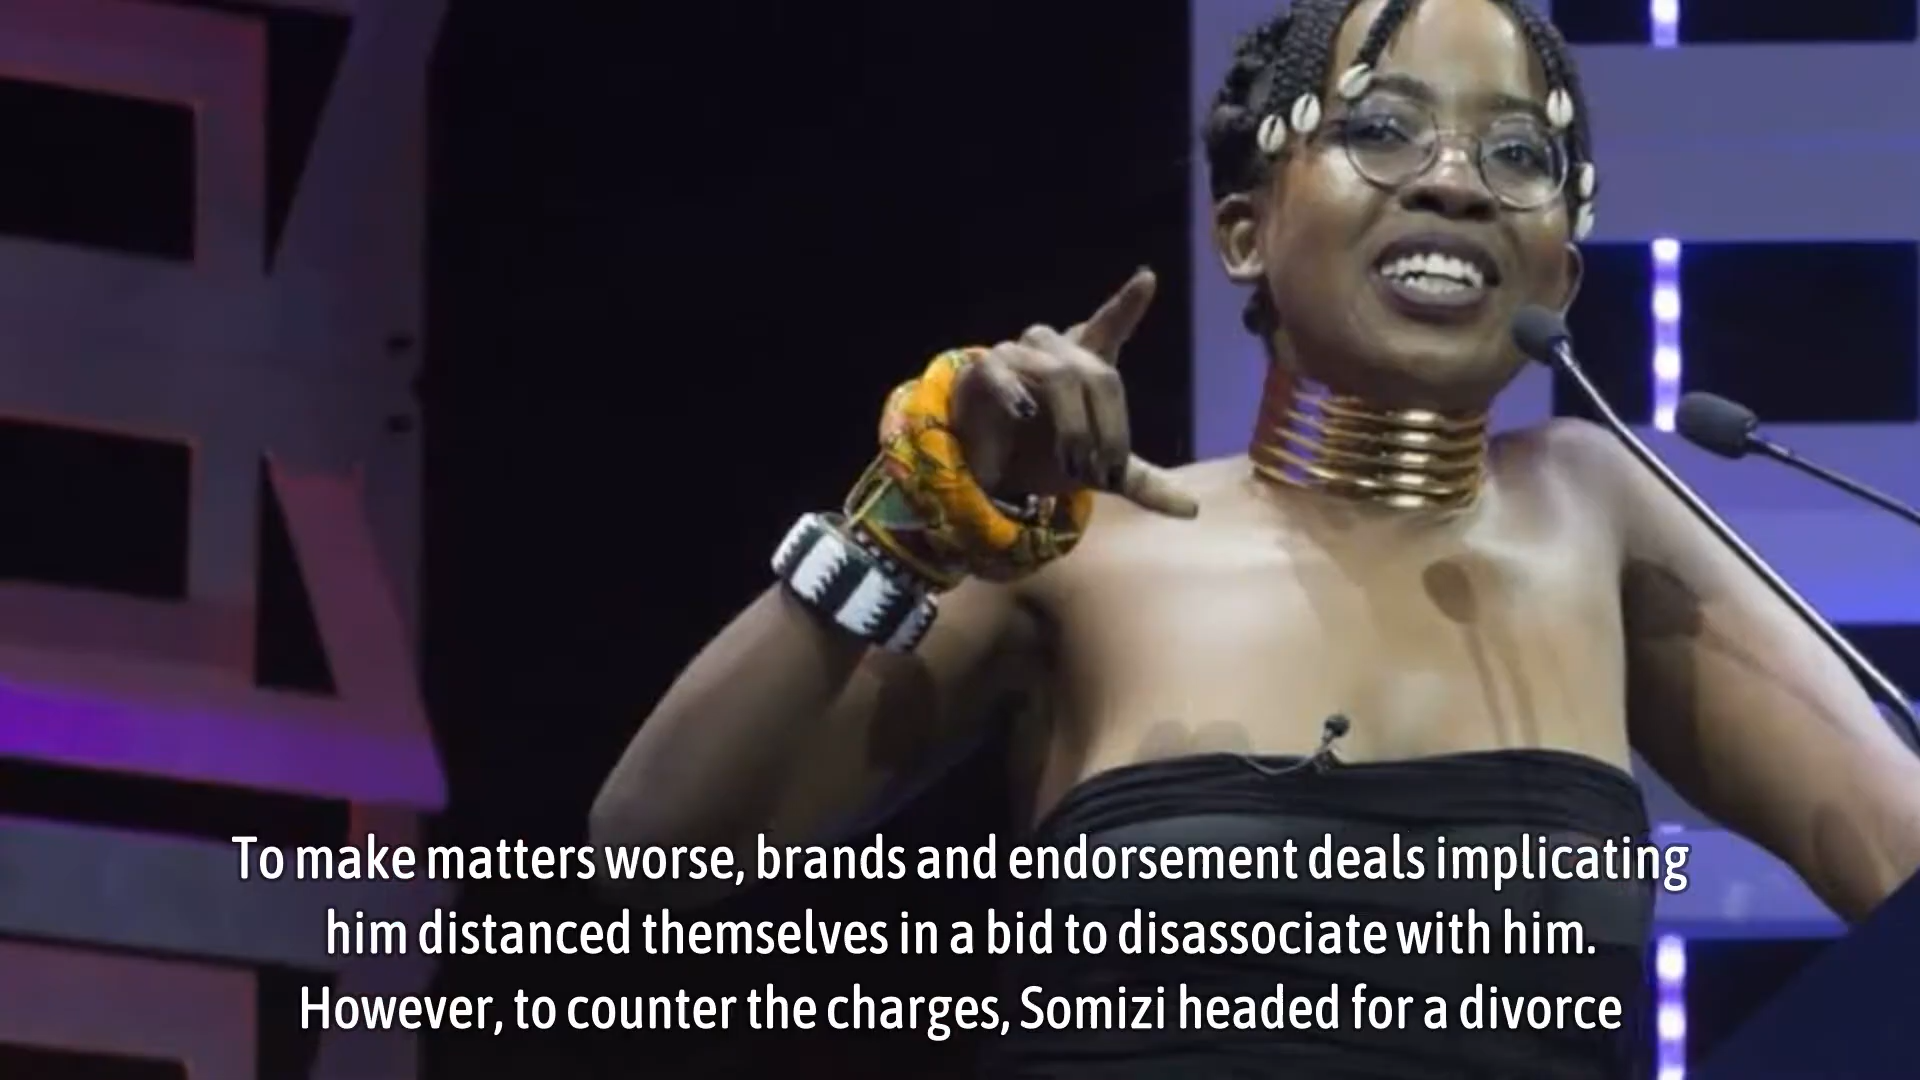 To make matters worse, brands and endorsement deals implicating
him distanced themselves in a bid to disassociate with him.
However, to counter the charges, Somizi headed for a divorce